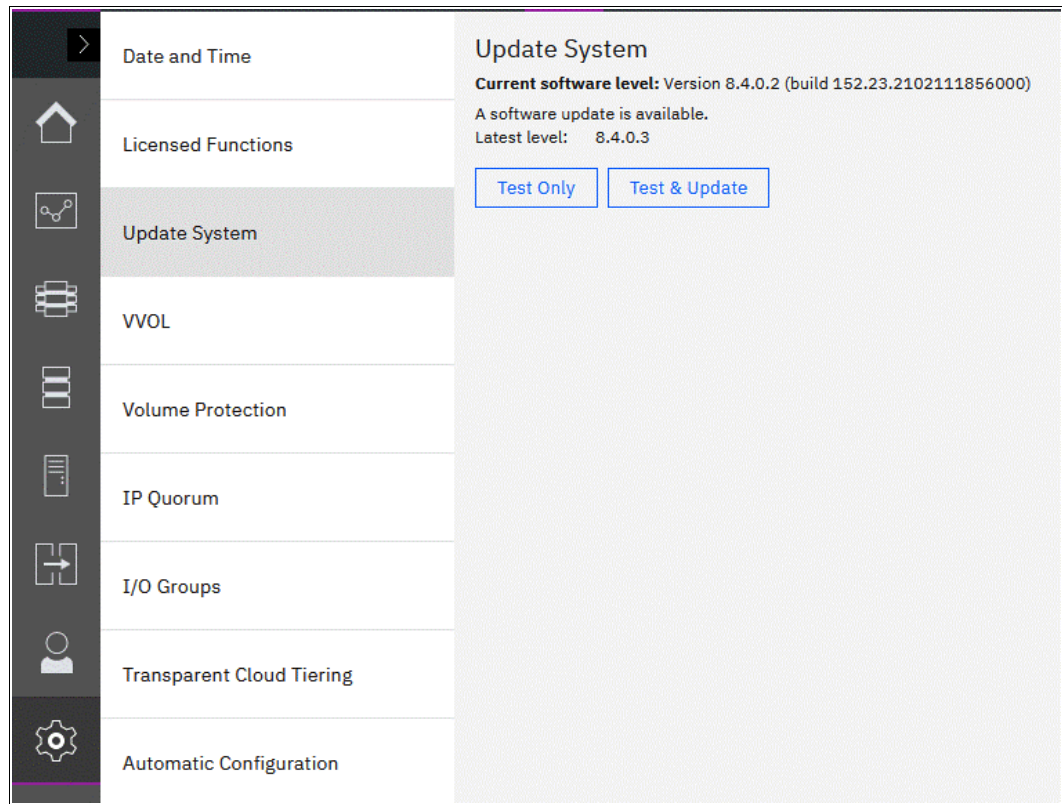 Date and Time
Licensed Functions
Update System
VVOL
Volume Protection
IP Quorum
I/O Groups
Transparent Cloud Tiering
Automatic Configuration
Update System
Current software level: Version 8.4.0.2 (build 152.23.2102111856000)
A software update is available.
Latest level: 8.4.0.3
Test Only
Test & Update